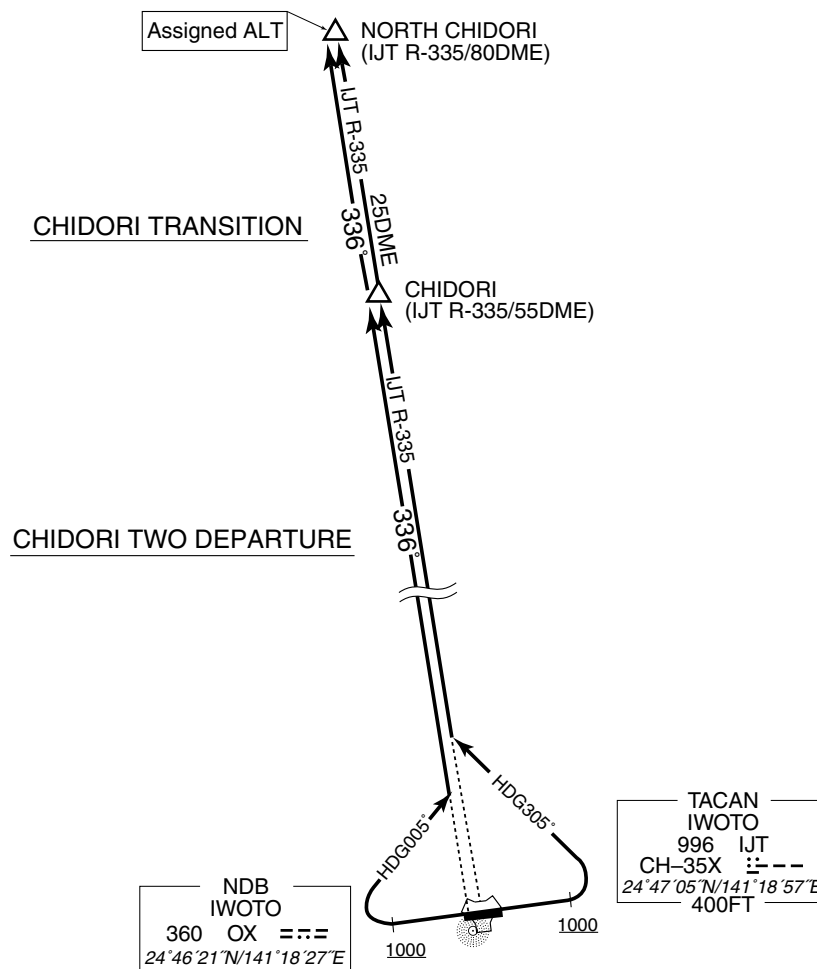 Assigned ALT
NORTH CHIDORI
(IJT R-335/80DME)
IJT R-335
25DME
336°
CHIDORI TRANSITION
CHIDORI
(IJT R-335/55DME)
IJT R-335
336°
CHIDORI TWO DEPARTURE
HDG005°
HDG305°
1000
1000
NDB
IWOTO
360 OX
24°46′21″N/141°18′27″E
TACAN
IWOTO
996 IJT
CH–35X
24°47′05″N/141°18′57″E
400FT